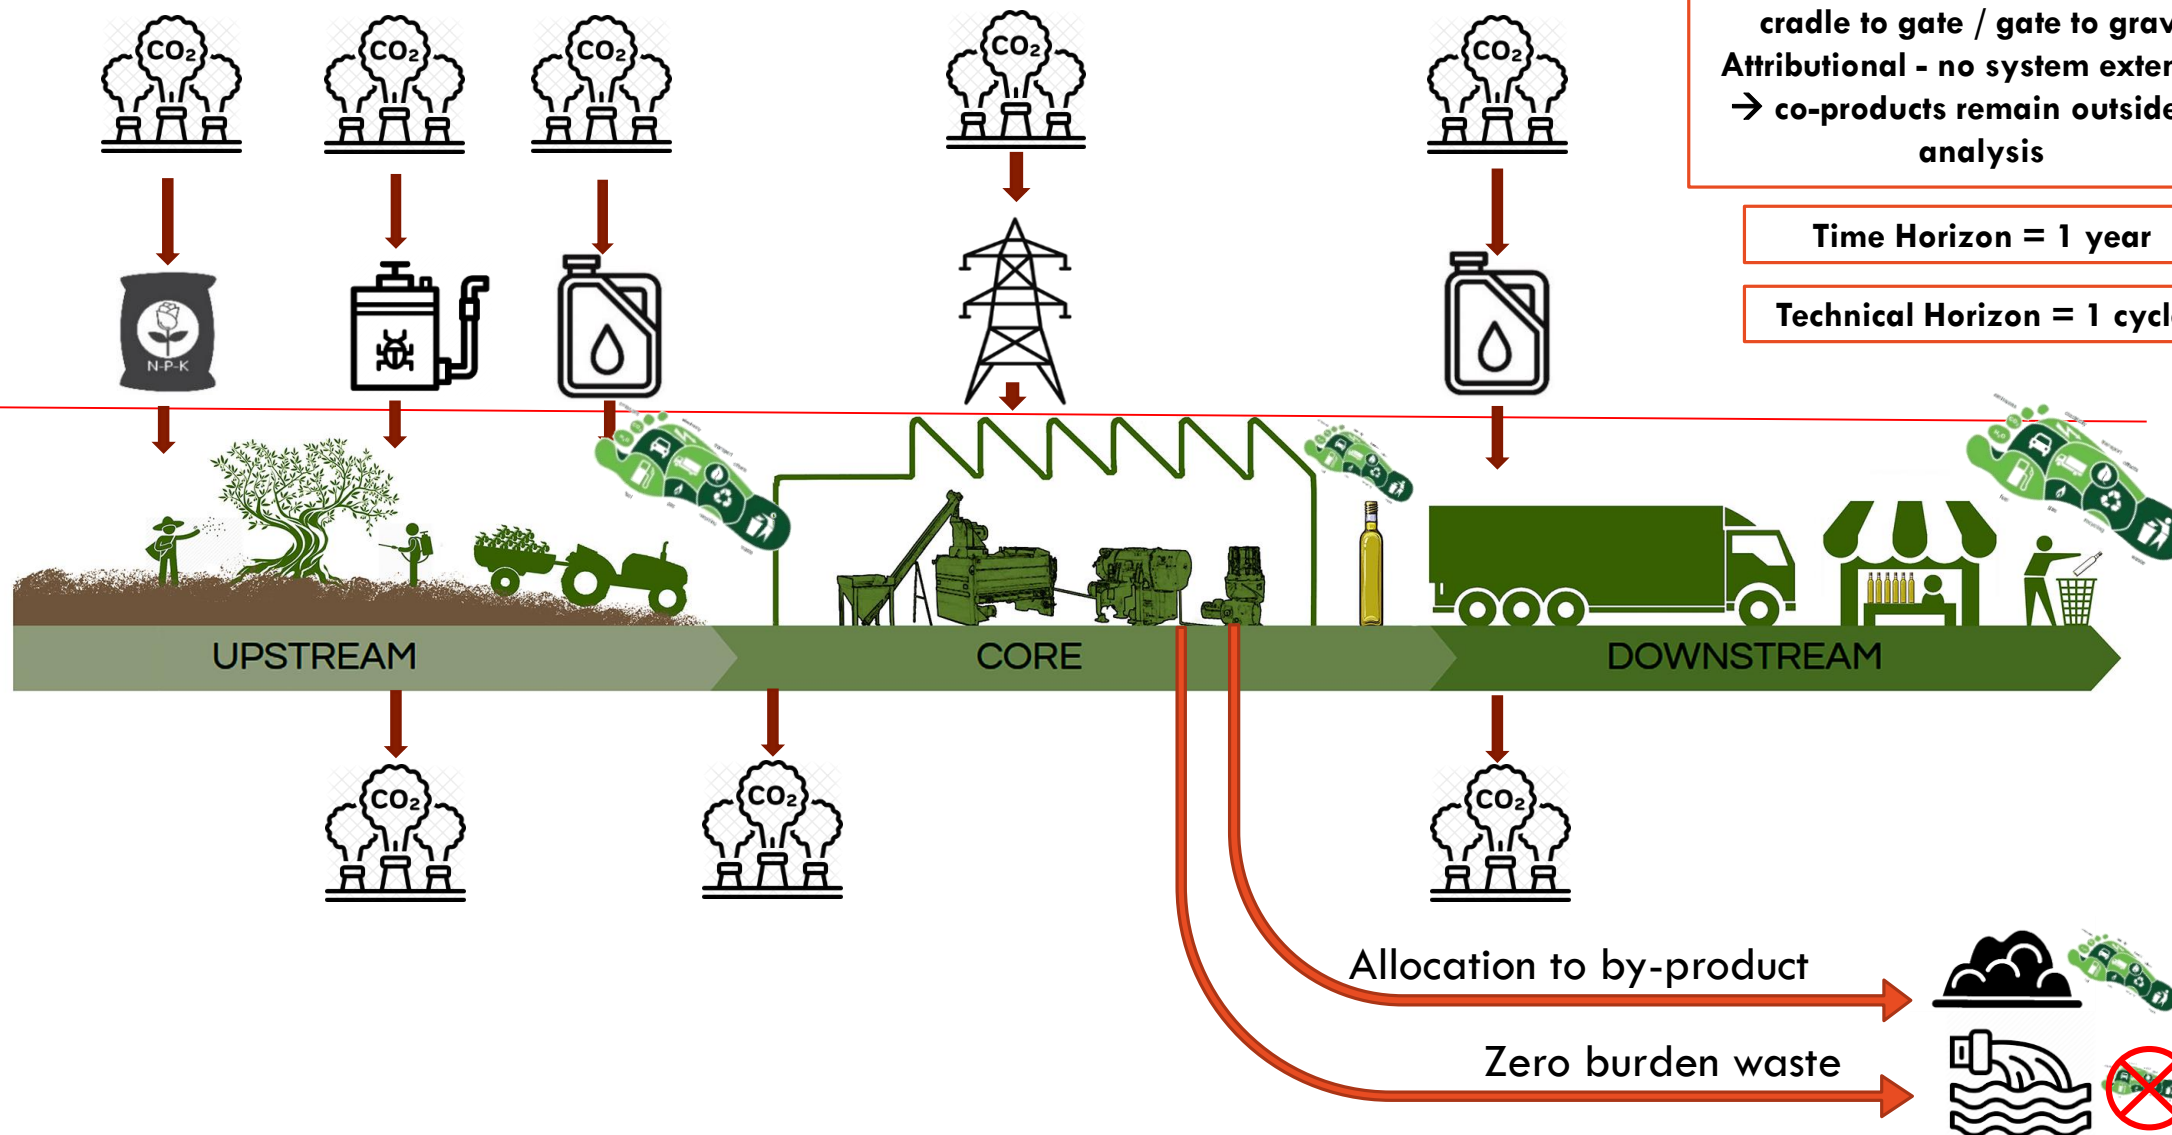 CO₂
CO₂
CO₂
CO₂
CO₂
cradle to gate / gate to grav
Attributional - no system exten
→ co-products remain outside
analysis
Time Horizon = 1 year
Technical Horizon = 1 cycl
N-P-K
UPSTREAM
CORE
DOWNSTREAM
CO₂
CO₂
CO₂
Allocation to by-product
Zero burden waste